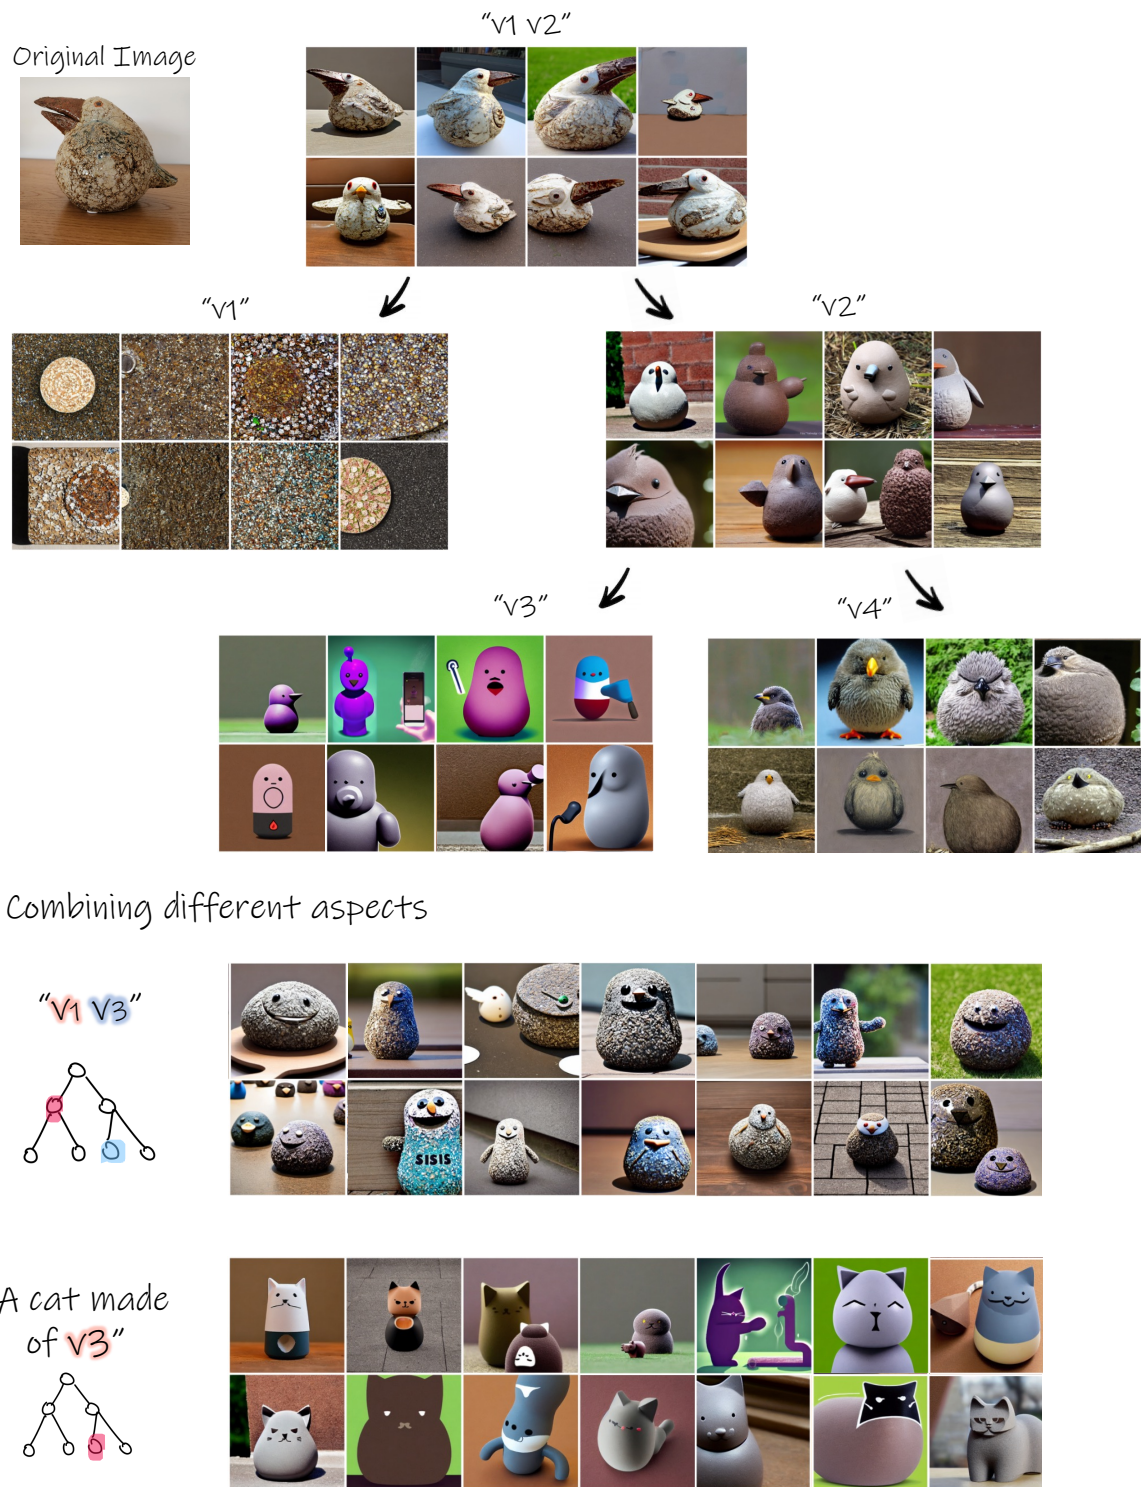 "v1 v2"
Original Image
"v1"
"v2"
"v3"
"v4"
Combining different aspects
"v1 v3"
SISIS
A cat made
of v3"